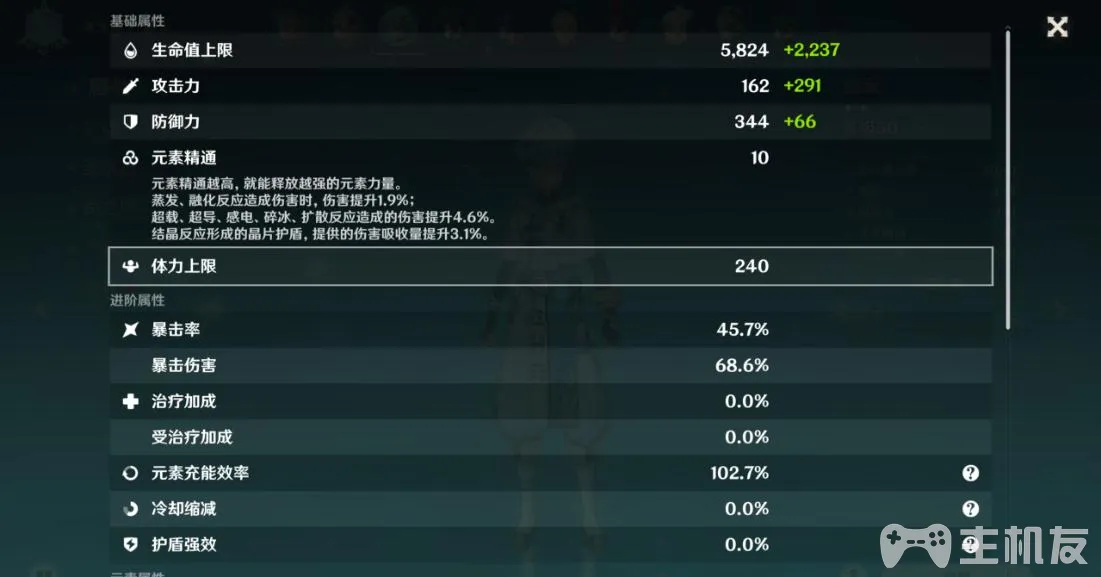 基础属性
生命值上限 5,824 +2,237
攻击力 162 +291
防御力 344 +66
元素精通 10
元素精通越高，就能释放越强的元素力量。
蒸发、融化反应造成伤害时，伤害提升1.9%；
超载、超导、感电、碎冰、扩散反应造成的伤害提升4.6%。
结晶反应形成的晶片护盾，提供的伤害吸收量提升3.1%。
体力上限 240
进阶属性
暴击率 45.7%
暴击伤害 68.6%
治疗加成 0.0%
受治疗加成 0.0%
元素充能效率 102.7% ?
冷却缩减 0.0% ?
护盾强效 0.0% ?
主机友